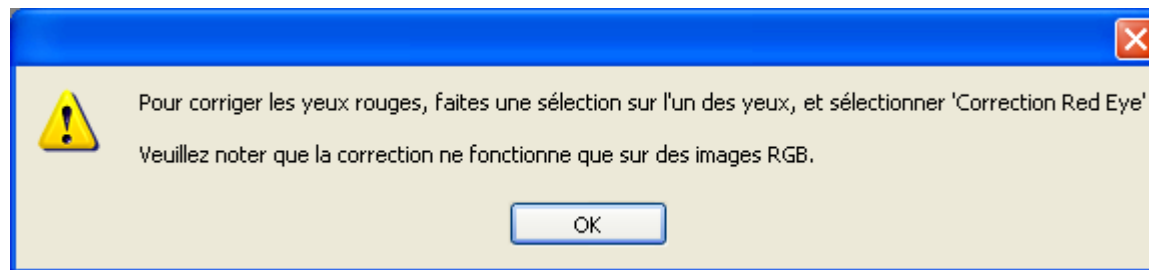 Pour corriger les yeux rouges, faites une sélection sur l'un des yeux, et sélectionner 'Correction Red Eye'
Veuillez noter que la correction ne fonctionne que sur des images RGB.
OK